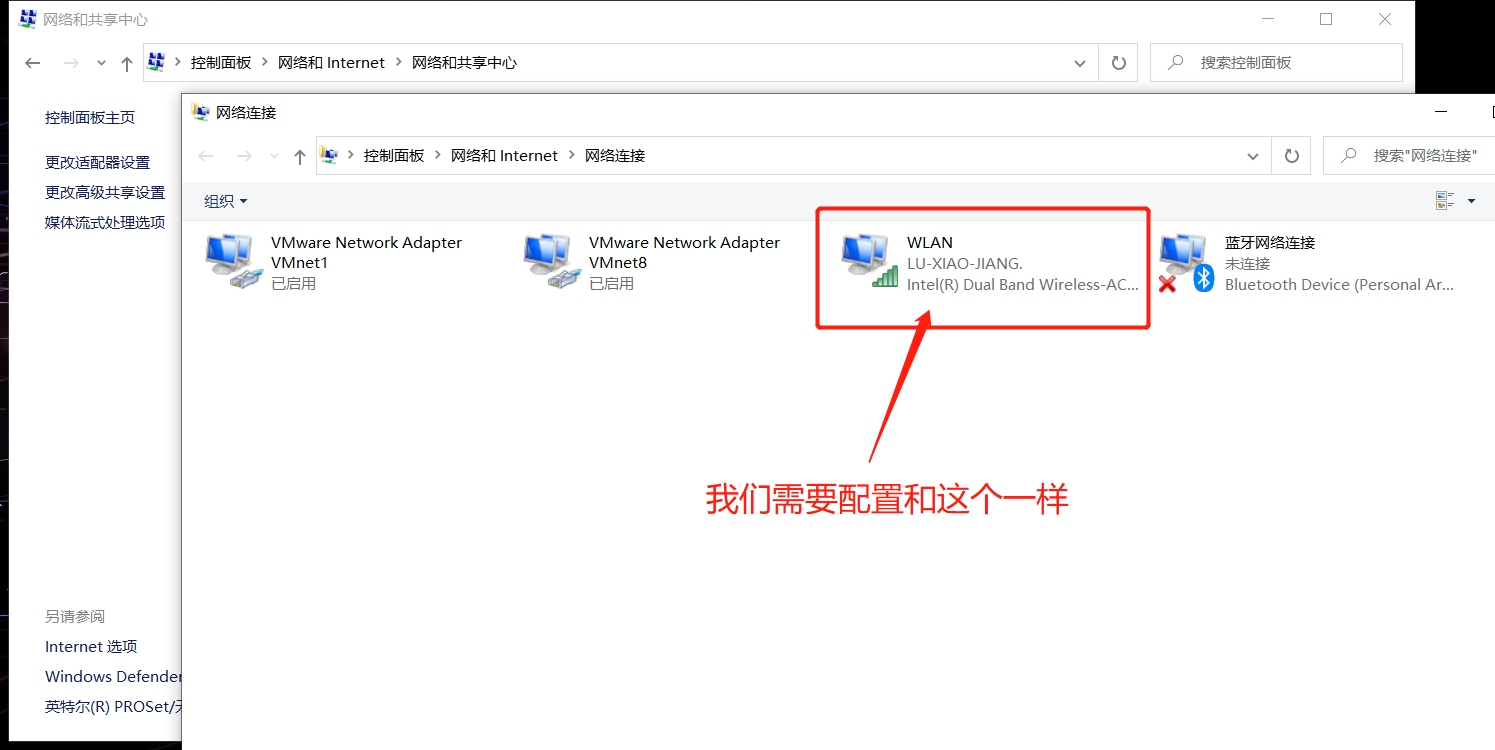 网络和共享中心
控制面板 网络和 Internet 网络和共享中心
搜索控制面板
控制面板主页
更改适配器设置
更改高级共享设置
媒体流式处理选项
网络连接
控制面板 网络和 Internet 网络连接
搜索"网络连接"
组织
VMware Network Adapter
VMnet1
已启用
VMware Network Adapter
VMnet8
已启用
WLAN
LU-XIAO-JIANG.
Intel(R) Dual Band Wireless-AC...
蓝牙网络连接
未连接
Bluetooth Device (Personal Ar...
我们需要配置和这个一样
另请参阅
Internet 选项
Windows Defender
英特尔(R) PROSet/